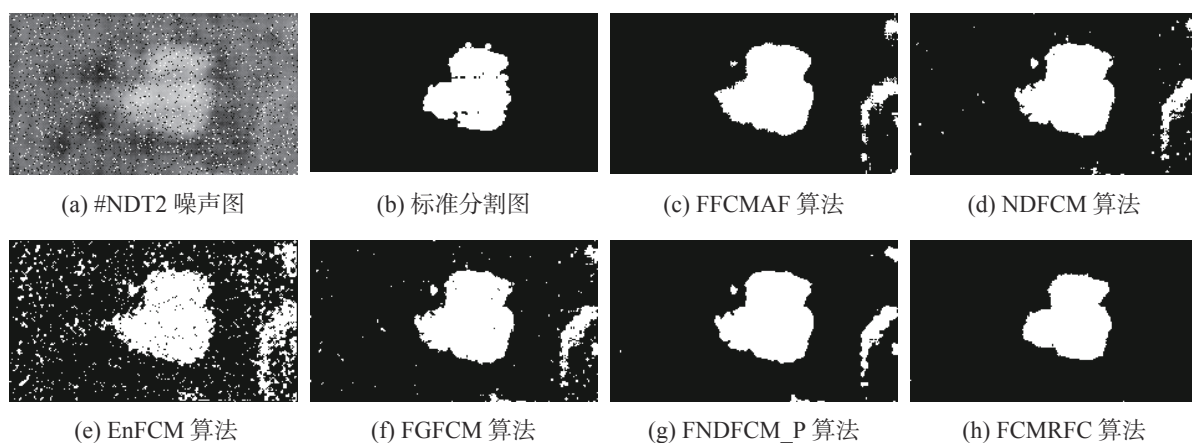 (a) #NDT2 噪声图
(b) 标准分割图
(c) FFCMAF 算法
(d) NDFCM 算法
(e) EnFCM 算法
(f) FGFCM 算法
(g) FNDFCM_P 算法
(h) FCMRFC 算法